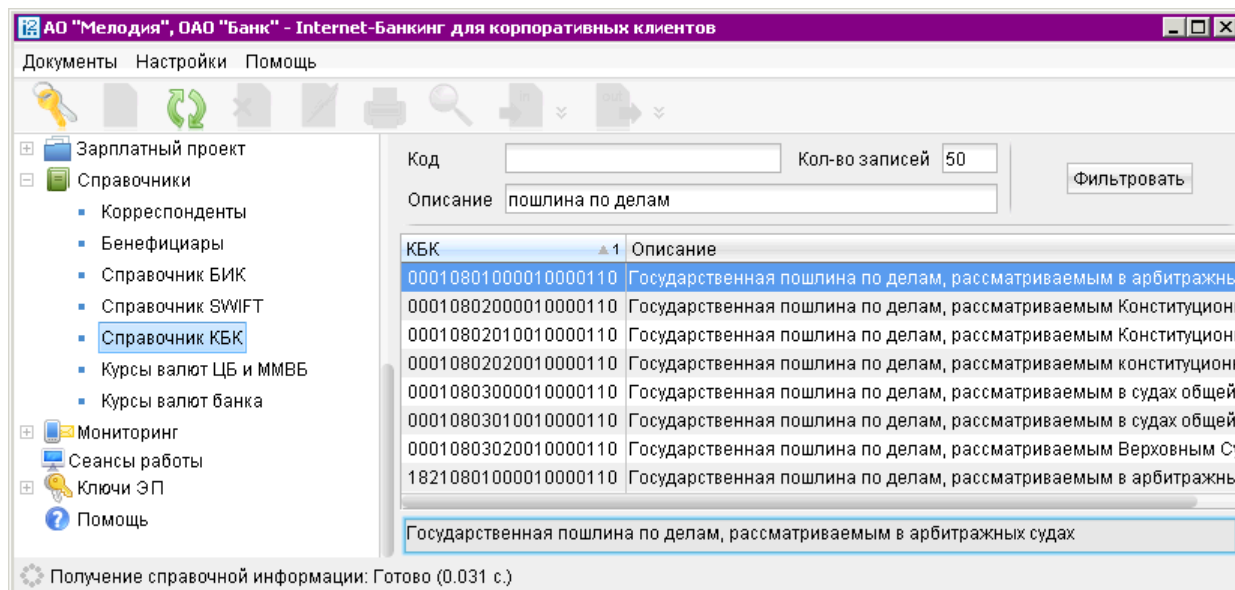 АО "Мелодия", ОАО "Банк" - Internet-Банкинг для корпоративных клиентов
Документы Настройки Помощь
in out
Зарплатный проект
Справочники
Корреспонденты
Бенефициары
Справочник БИК
Справочник SWIFT
Справочник КБК
Курсы валют ЦБ и ММВБ
Курсы валют банка
Мониторинг
Сеансы работы
Ключи ЭП
Помощь
Код Кол-во записей 50
Фильтровать
Описание пошлина по делам
КБК 1 Описание
00010801000010000110 Государственная пошлина по делам, рассматриваемым в арбитражны
00010802000010000110 Государственная пошлина по делам, рассматриваемым Конституцион
00010802010010000110 Государственная пошлина по делам, рассматриваемым Конституцион
00010802020010000110 Государственная пошлина по делам, рассматриваемым конституцион
00010803000010000110 Государственная пошлина по делам, рассматриваемым в судах общей
00010803010010000110 Государственная пошлина по делам, рассматриваемым в судах общей
00010803020010000110 Государственная пошлина по делам, рассматриваемым Верховным Су
18210801000010000110 Государственная пошлина по делам, рассматриваемым в арбитражны
Государственная пошлина по делам, рассматриваемым в арбитражных судах
Получение справочной информации: Готово (0.031 с.)